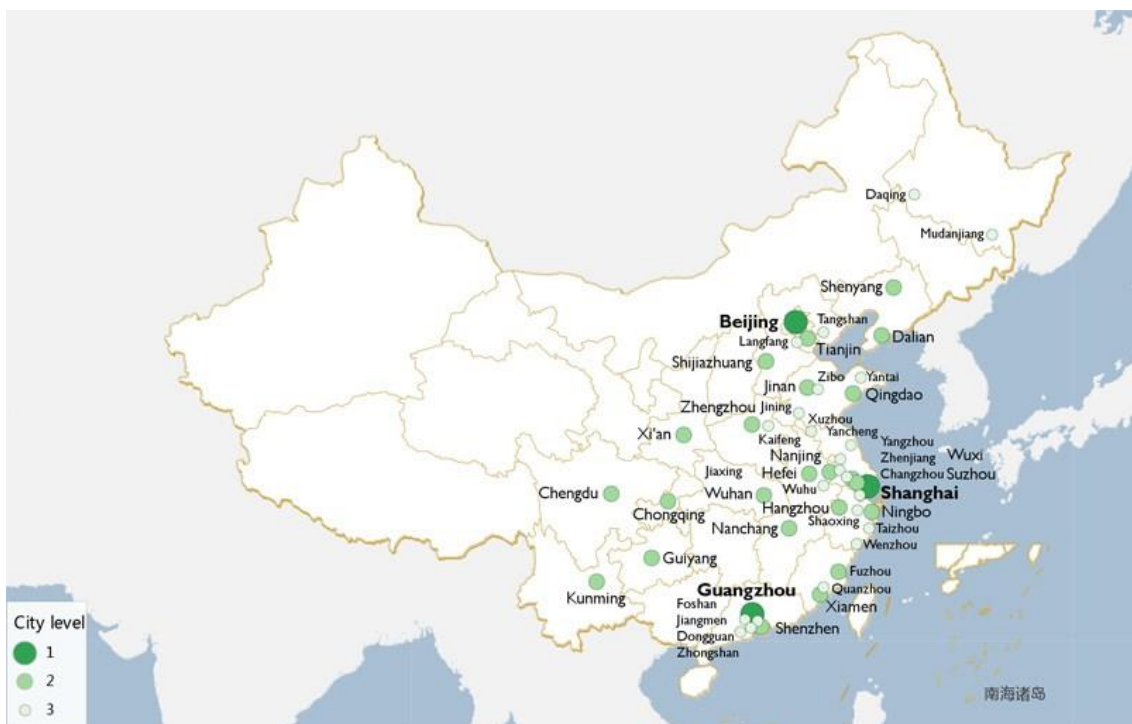 Daqing
Mudanjiang
Shenyang
Beijing
Tangshan
Langfang
Tianjin
Dalian
Shijiazhuang
Jinan
Zibo
Yantai
Qingdao
Zhengzhou
Jining
Xuzhou
Xi'an
Kaifeng
Yancheng
Yangzhou
Nanjing
Zhenjiang
Wuxi
Jiaxing
Hefei
Changzhou
Suzhou
Chengdu
Wuhan
Wuhu
Shanghai
Chongqing
Hangzhou
Ningbo
Nanchang
Shaoxing
Taizhou
Wenzhou
Guiyang
Fuzhou
Kunming
Guangzhou
Quanzhou
Xiamen
Foshan
Jiangmen
Shenzhen
Dongguan
Zhongshan
City level
1
2
3
南海诸岛